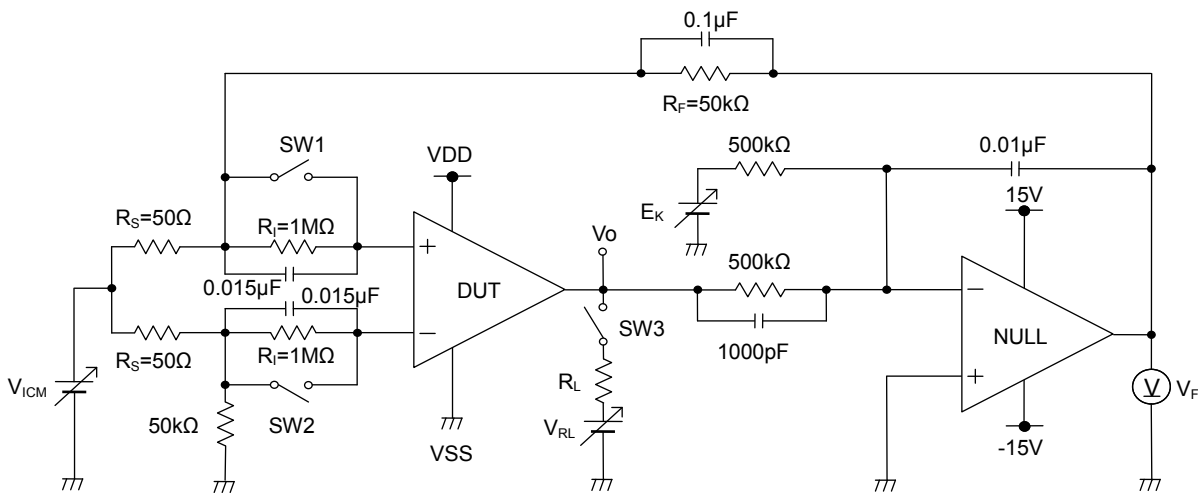 0.1µF
RF=50kΩ
SW1
VDD
500kΩ
0.01µF
15V
RS=50Ω
RI=1MΩ
EK
Vo
+
0.015µF
0.015µF
DUT
500kΩ
−
NULL
SW3
1000pF
−
RS=50Ω
RI=1MΩ
+
V
VF
VICM
RL
50kΩ
SW2
VSS
VRL
-15V